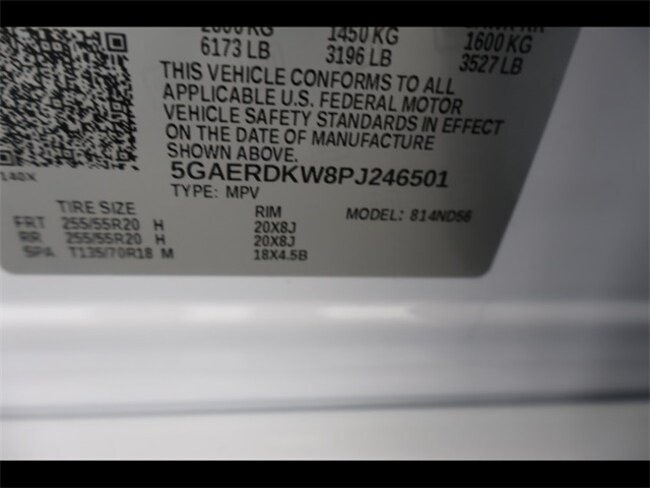 KG 1450 KG 1600 KG
6173 LB 3196 LB 3527 LB
THIS VEHICLE CONFORMS TO ALL
APPLICABLE U.S. FEDERAL MOTOR
VEHICLE SAFETY STANDARDS IN EFFECT
ON THE DATE OF MANUFACTURE
SHOWN ABOVE.
140X
5GAERDKW8PJ246501
TYPE: MPV
TIRE SIZE RIM MODEL: 814ND56
FRT 255/55R20 H 20X8J
RR 255/55R20 H 20X8J
SPA T135/70R18 M 18X4.5B